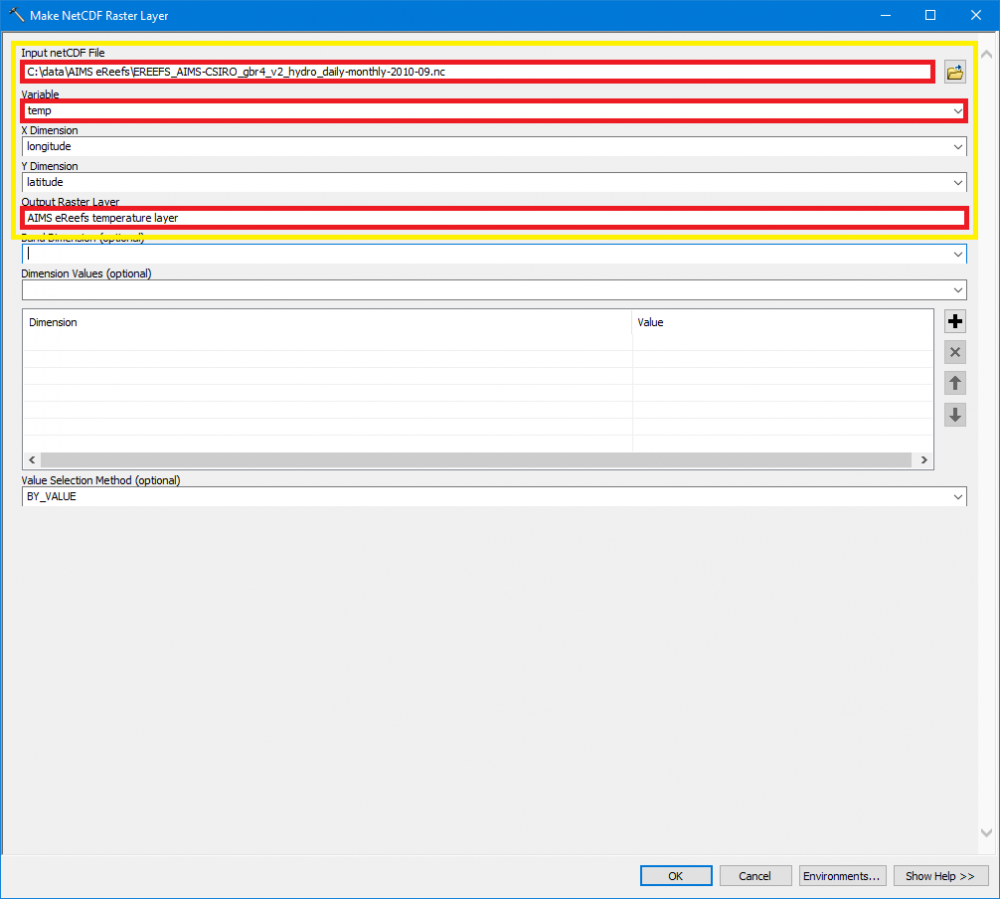 Make NetCDF Raster Layer
Input netCDF File
C:\data\AIMS eReefs\EREEFS_AIMS-CSIRO_gbr4_v2_hydro_daily-monthly-2010-09.nc
Variable
temp
X Dimension
longitude
Y Dimension
latitude
Output Raster Layer
AIMS eReefs temperature layer
Band Dimension (optional)
Dimension Values (optional)
Dimension Value
Value Selection Method (optional)
BY_VALUE
OK Cancel Environments... Show Help >>